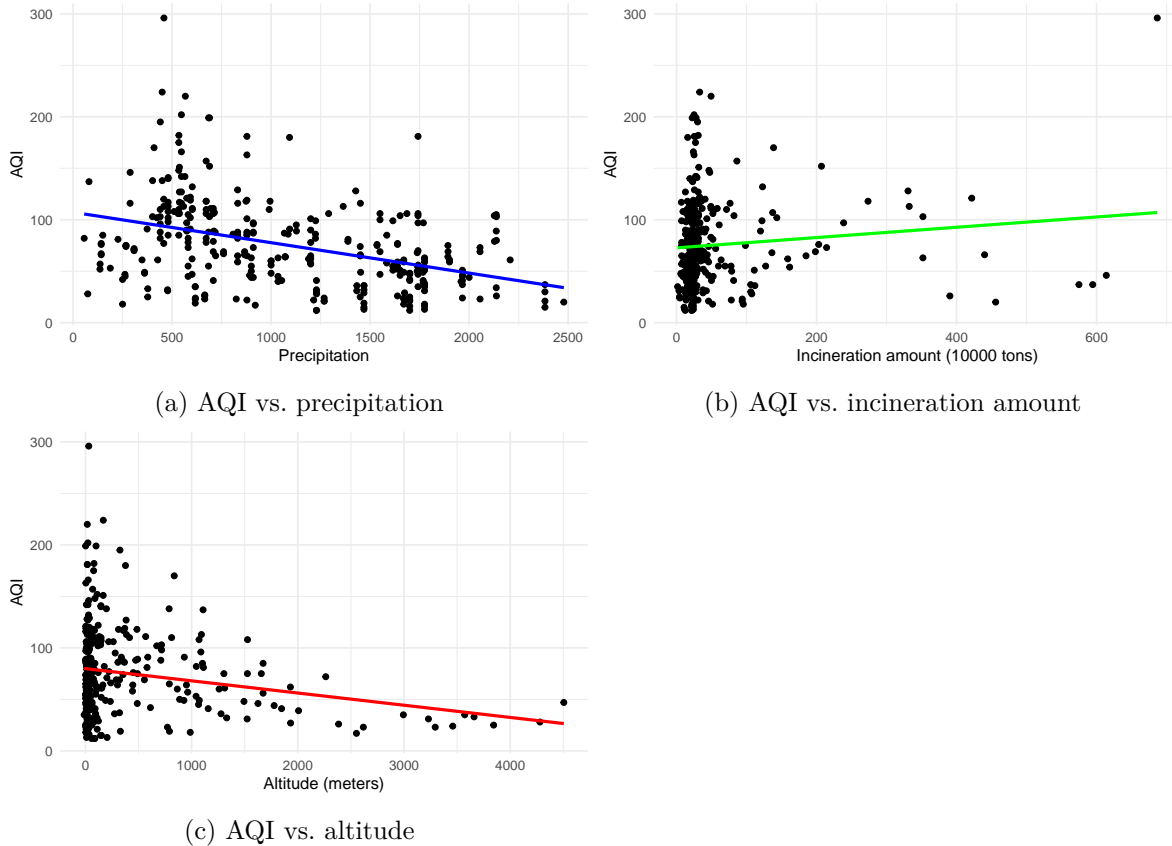 300
200
100
0
AQI
0 500 1000 1500 2000 2500
Precipitation
(a) AQI vs. precipitation
300
200
100
0
AQI
0 200 400 600
Incineration amount (10000 tons)
(b) AQI vs. incineration amount
300
200
100
0
AQI
0 1000 2000 3000 4000
Altitude (meters)
(c) AQI vs. altitude